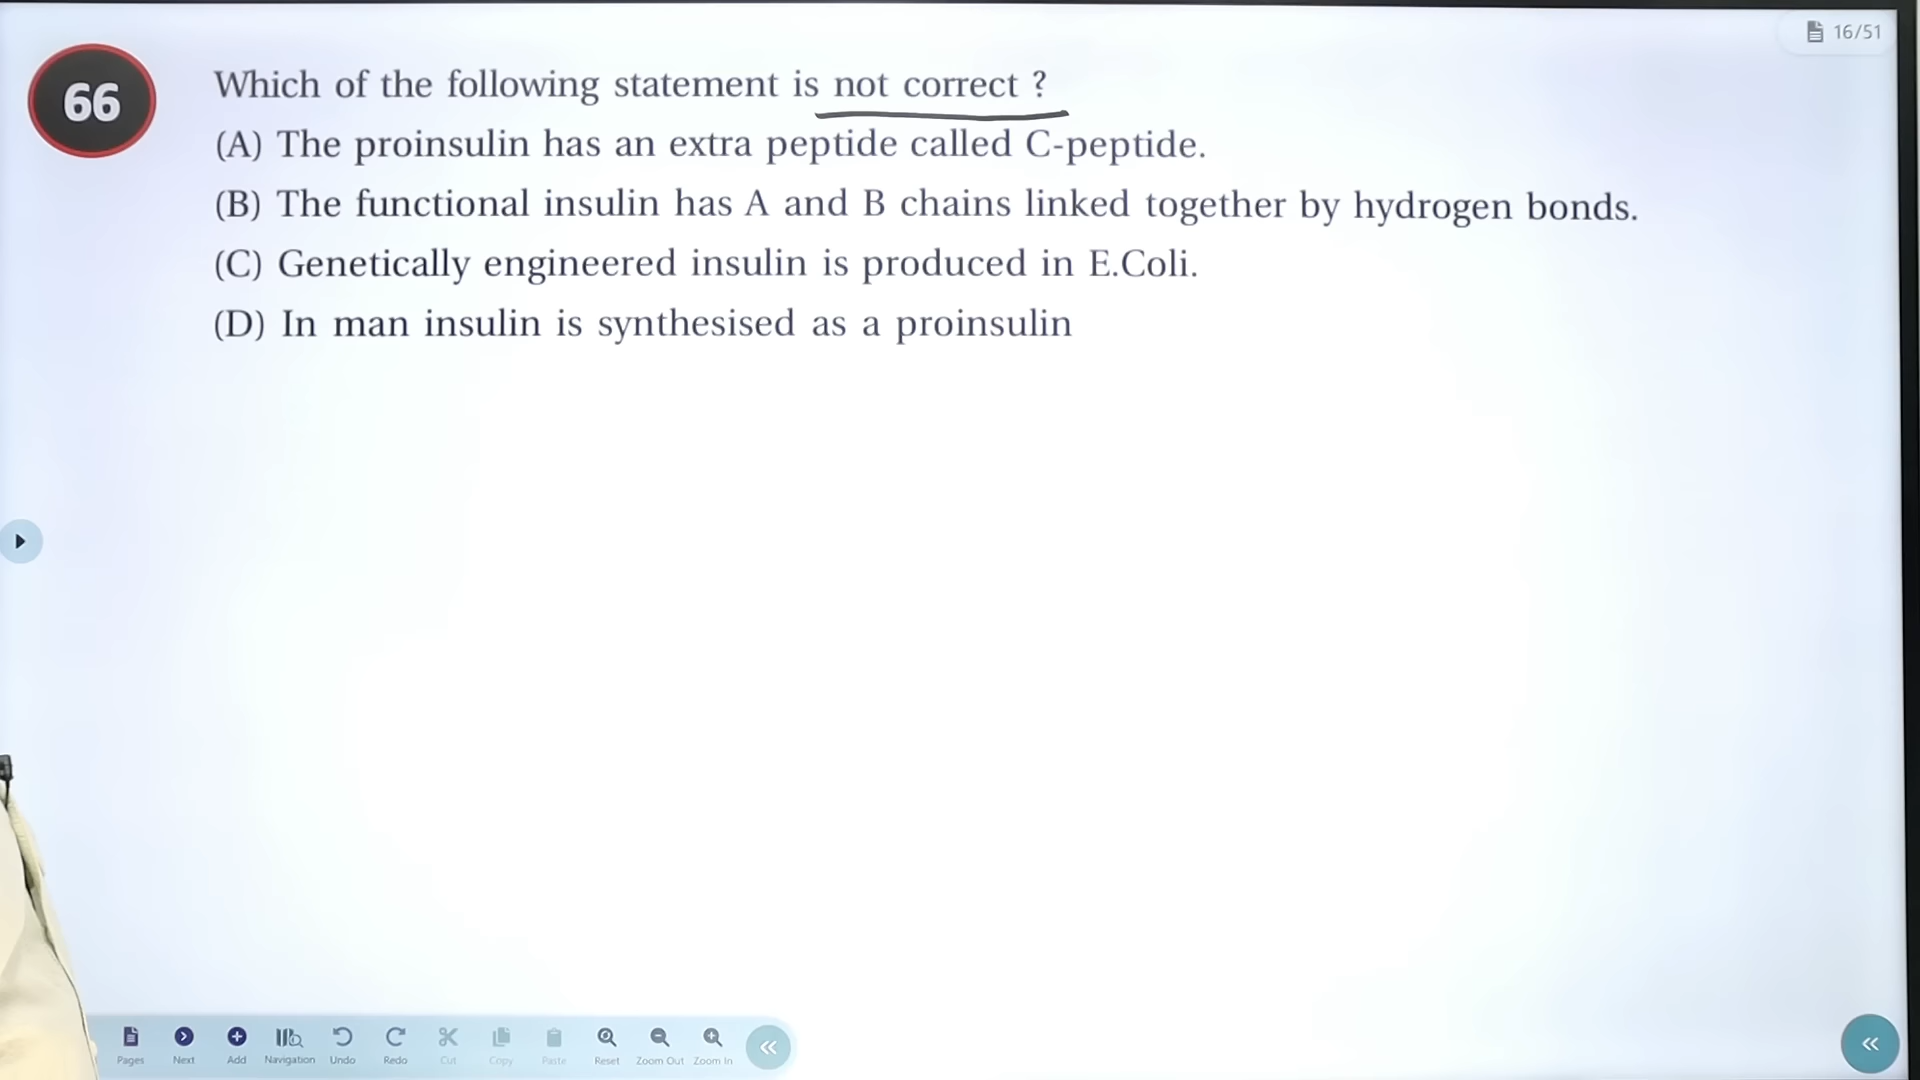 16/51
66
Which of the following statement is not correct ?
(A) The proinsulin has an extra peptide called C-peptide.
(B) The functional insulin has A and B chains linked together by hydrogen bonds.
(C) Genetically engineered insulin is produced in E.Coli.
(D) In man insulin is synthesised as a proinsulin
Pages Next Add Navigation Undo Redo Cut Copy Paste Reset Zoom Out Zoom In